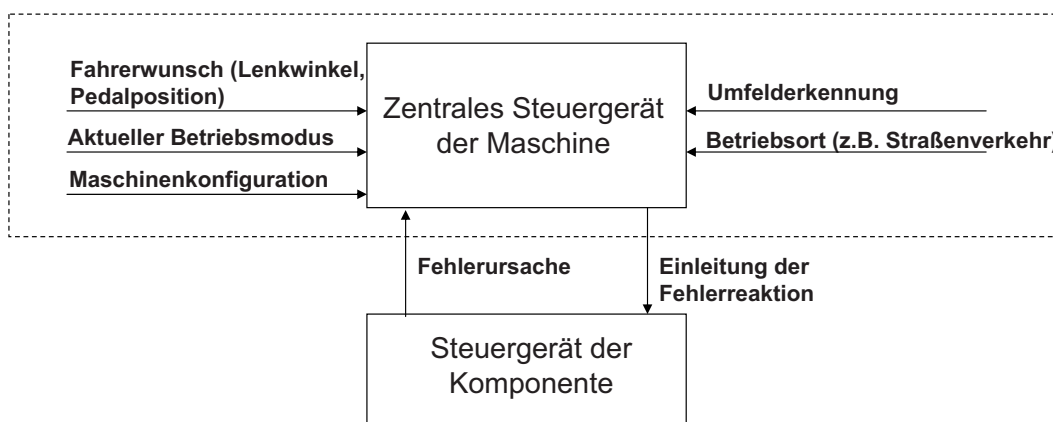 Fahrerwunsch (Lenkwinkel,
Pedalposition)
Aktueller Betriebsmodus
Maschinenkonfiguration
Zentrales Steuergerät
der Maschine
Umfelderkennung
Betriebsort (z.B. Straßenverkehr)
Fehlerursache
Einleitung der
Fehlerreaktion
Steuergerät der
Komponente